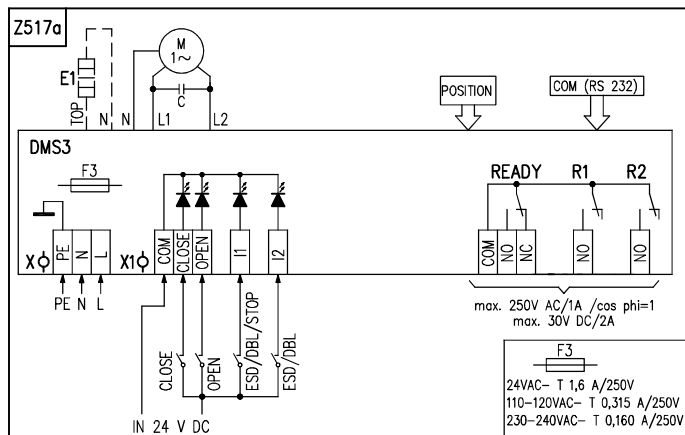 Z517a
M
1~
E1
C
TOP
N
N
L1
L2
POSITION
COM (RS 232)
DMS3
F3
READY
R1
R2
X
PE
N
L
X1
COM
CLOSE
OPEN
I1
I2
COM
NO
NC
NO
NO
PE N L
max. 250V AC/1A /cos phi=1
max. 30V DC/2A
CLOSE
OPEN
ESD/DBL/STOP
ESD/DBL
IN 24 V DC
F3
24VAC- T 1,6 A/250V
110-120VAC- T 0,315 A/250V
230-240VAC- T 0,160 A/250V